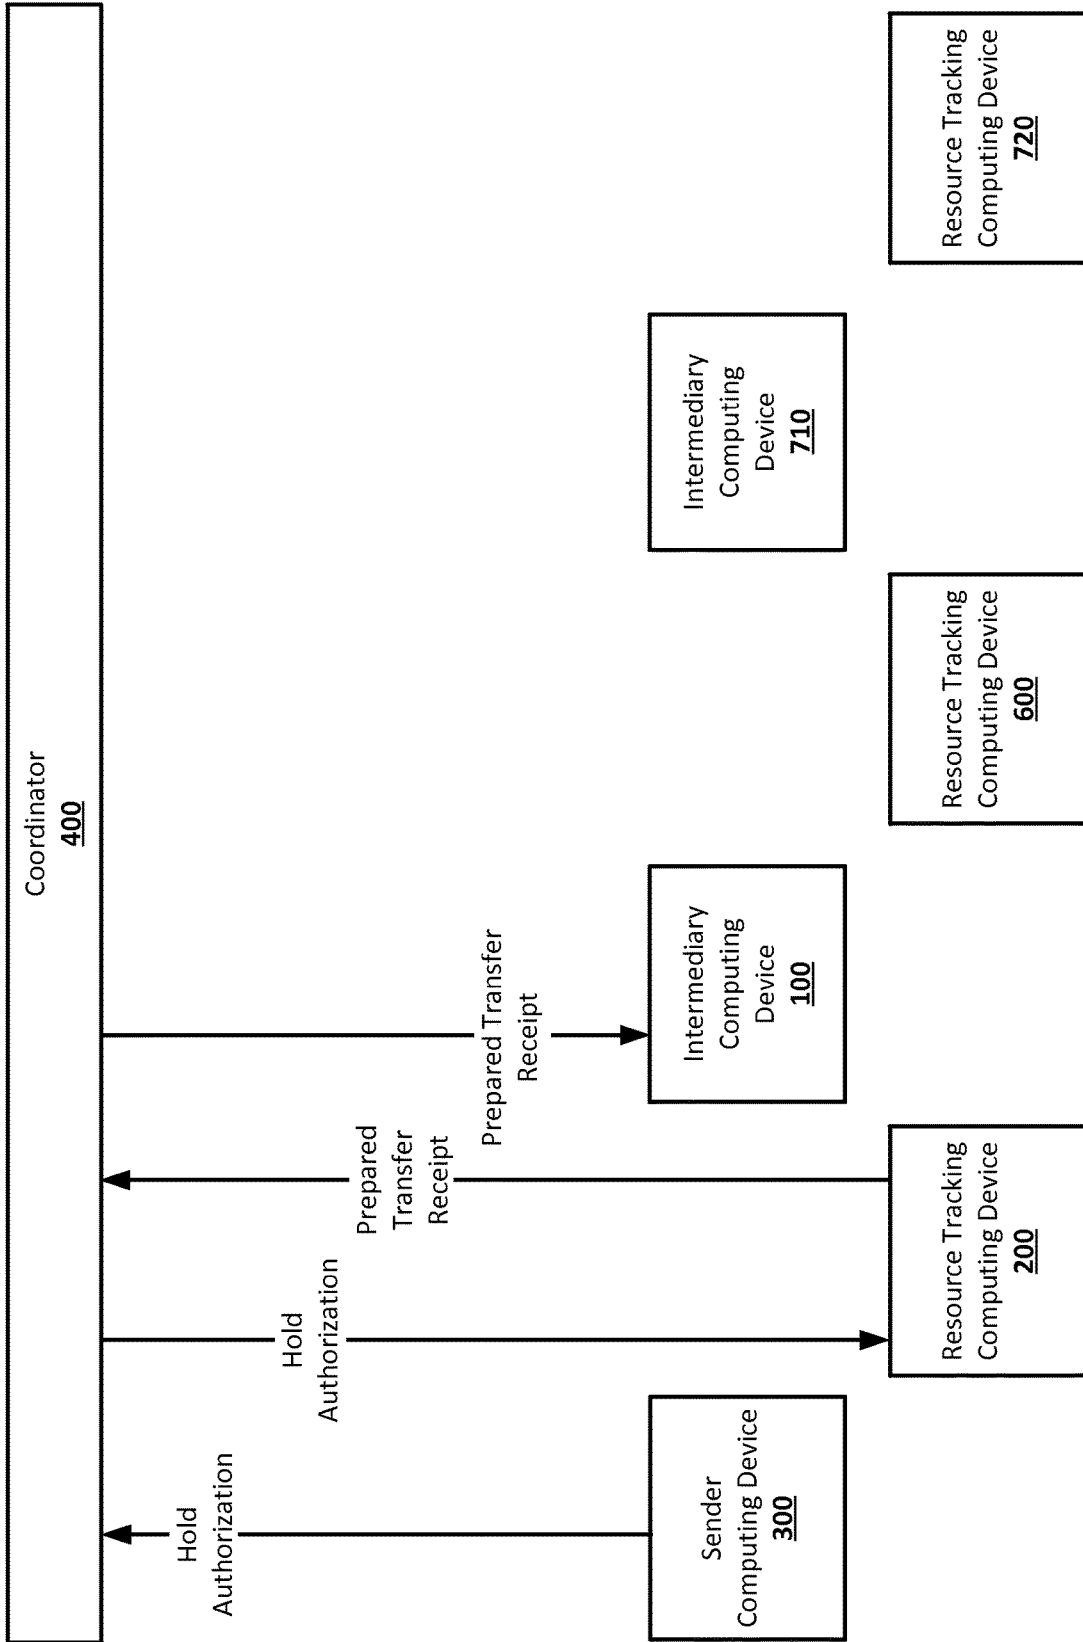 Coordinator
400
Hold
Authorization
Hold
Authorization
Prepared
Transfer
Receipt
Prepared Transfer
Receipt
Sender
Computing Device
300
Intermediary
Computing
Device
100
Intermediary
Computing
Device
710
Resource Tracking
Computing Device
200
Resource Tracking
Computing Device
600
Resource Tracking
Computing Device
720